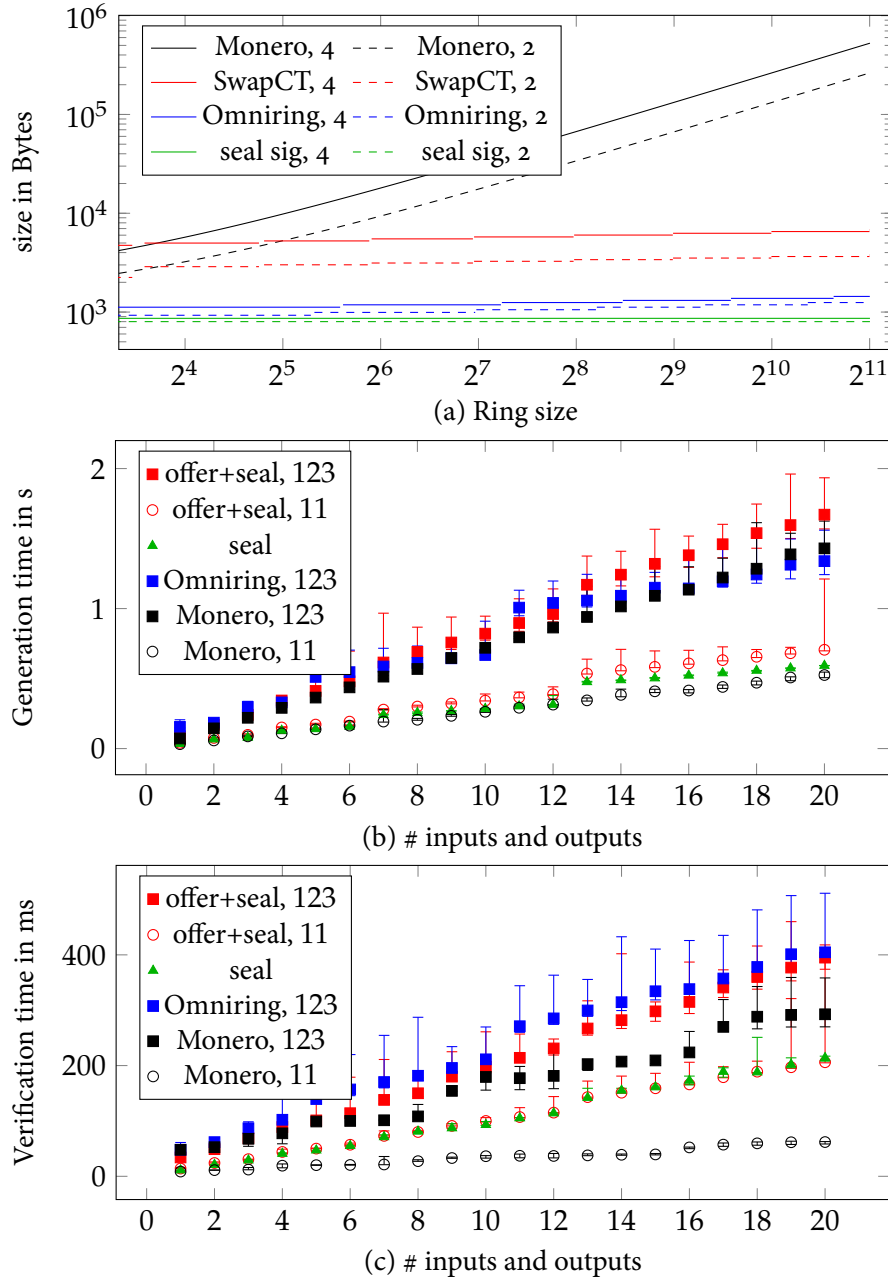 10^6
10^5
10^4
10^3
size in Bytes
Monero, 4 Monero, 2
SwapCT, 4 SwapCT, 2
Omniring, 4 Omniring, 2
seal sig, 4 seal sig, 2
2^4 2^5 2^6 2^7 2^8 2^9 2^10 2^11
(a) Ring size
2
1
0
Generation time in s
offer+seal, 123
offer+seal, 11
seal
Omniring, 123
Monero, 123
Monero, 11
0 2 4 6 8 10 12 14 16 18 20
(b) # inputs and outputs
400
200
0
Verification time in ms
offer+seal, 123
offer+seal, 11
seal
Omniring, 123
Monero, 123
Monero, 11
0 2 4 6 8 10 12 14 16 18 20
(c) # inputs and outputs